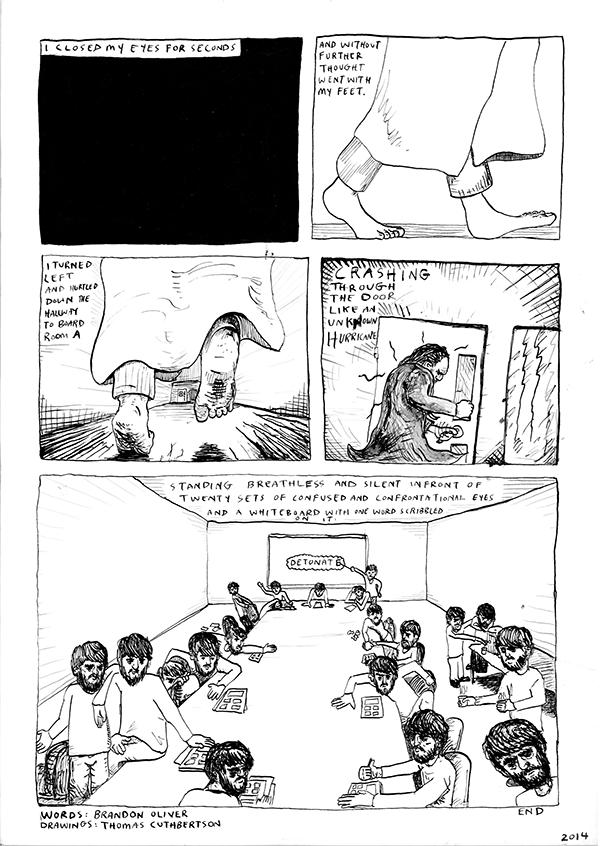 I CLOSED MY EYES FOR SECONDS
AND WITHOUT
FURTHER
THOUGHT
WENT WITH
MY FEET.
I TURNED
LEFT
AND HURTLED
DOWN THE
HALLWAY
TO BOARD
ROOM A
CRASHING
THROUGH
THE DOOR
LIKE AN
UNKNOWN
HURRICANE
STANDING BREATHLESS AND SILENT INFRONT OF
TWENTY SETS OF CONFUSED AND CONFRONTATIONAL EYES
AND A WHITEBOARD WITH ONE WORD SCRIBBLED
ON IT:
DETONATE
WORDS: BRANDON OLIVER
DRAWINGS: THOMAS CUTHBERTSON
END
2014